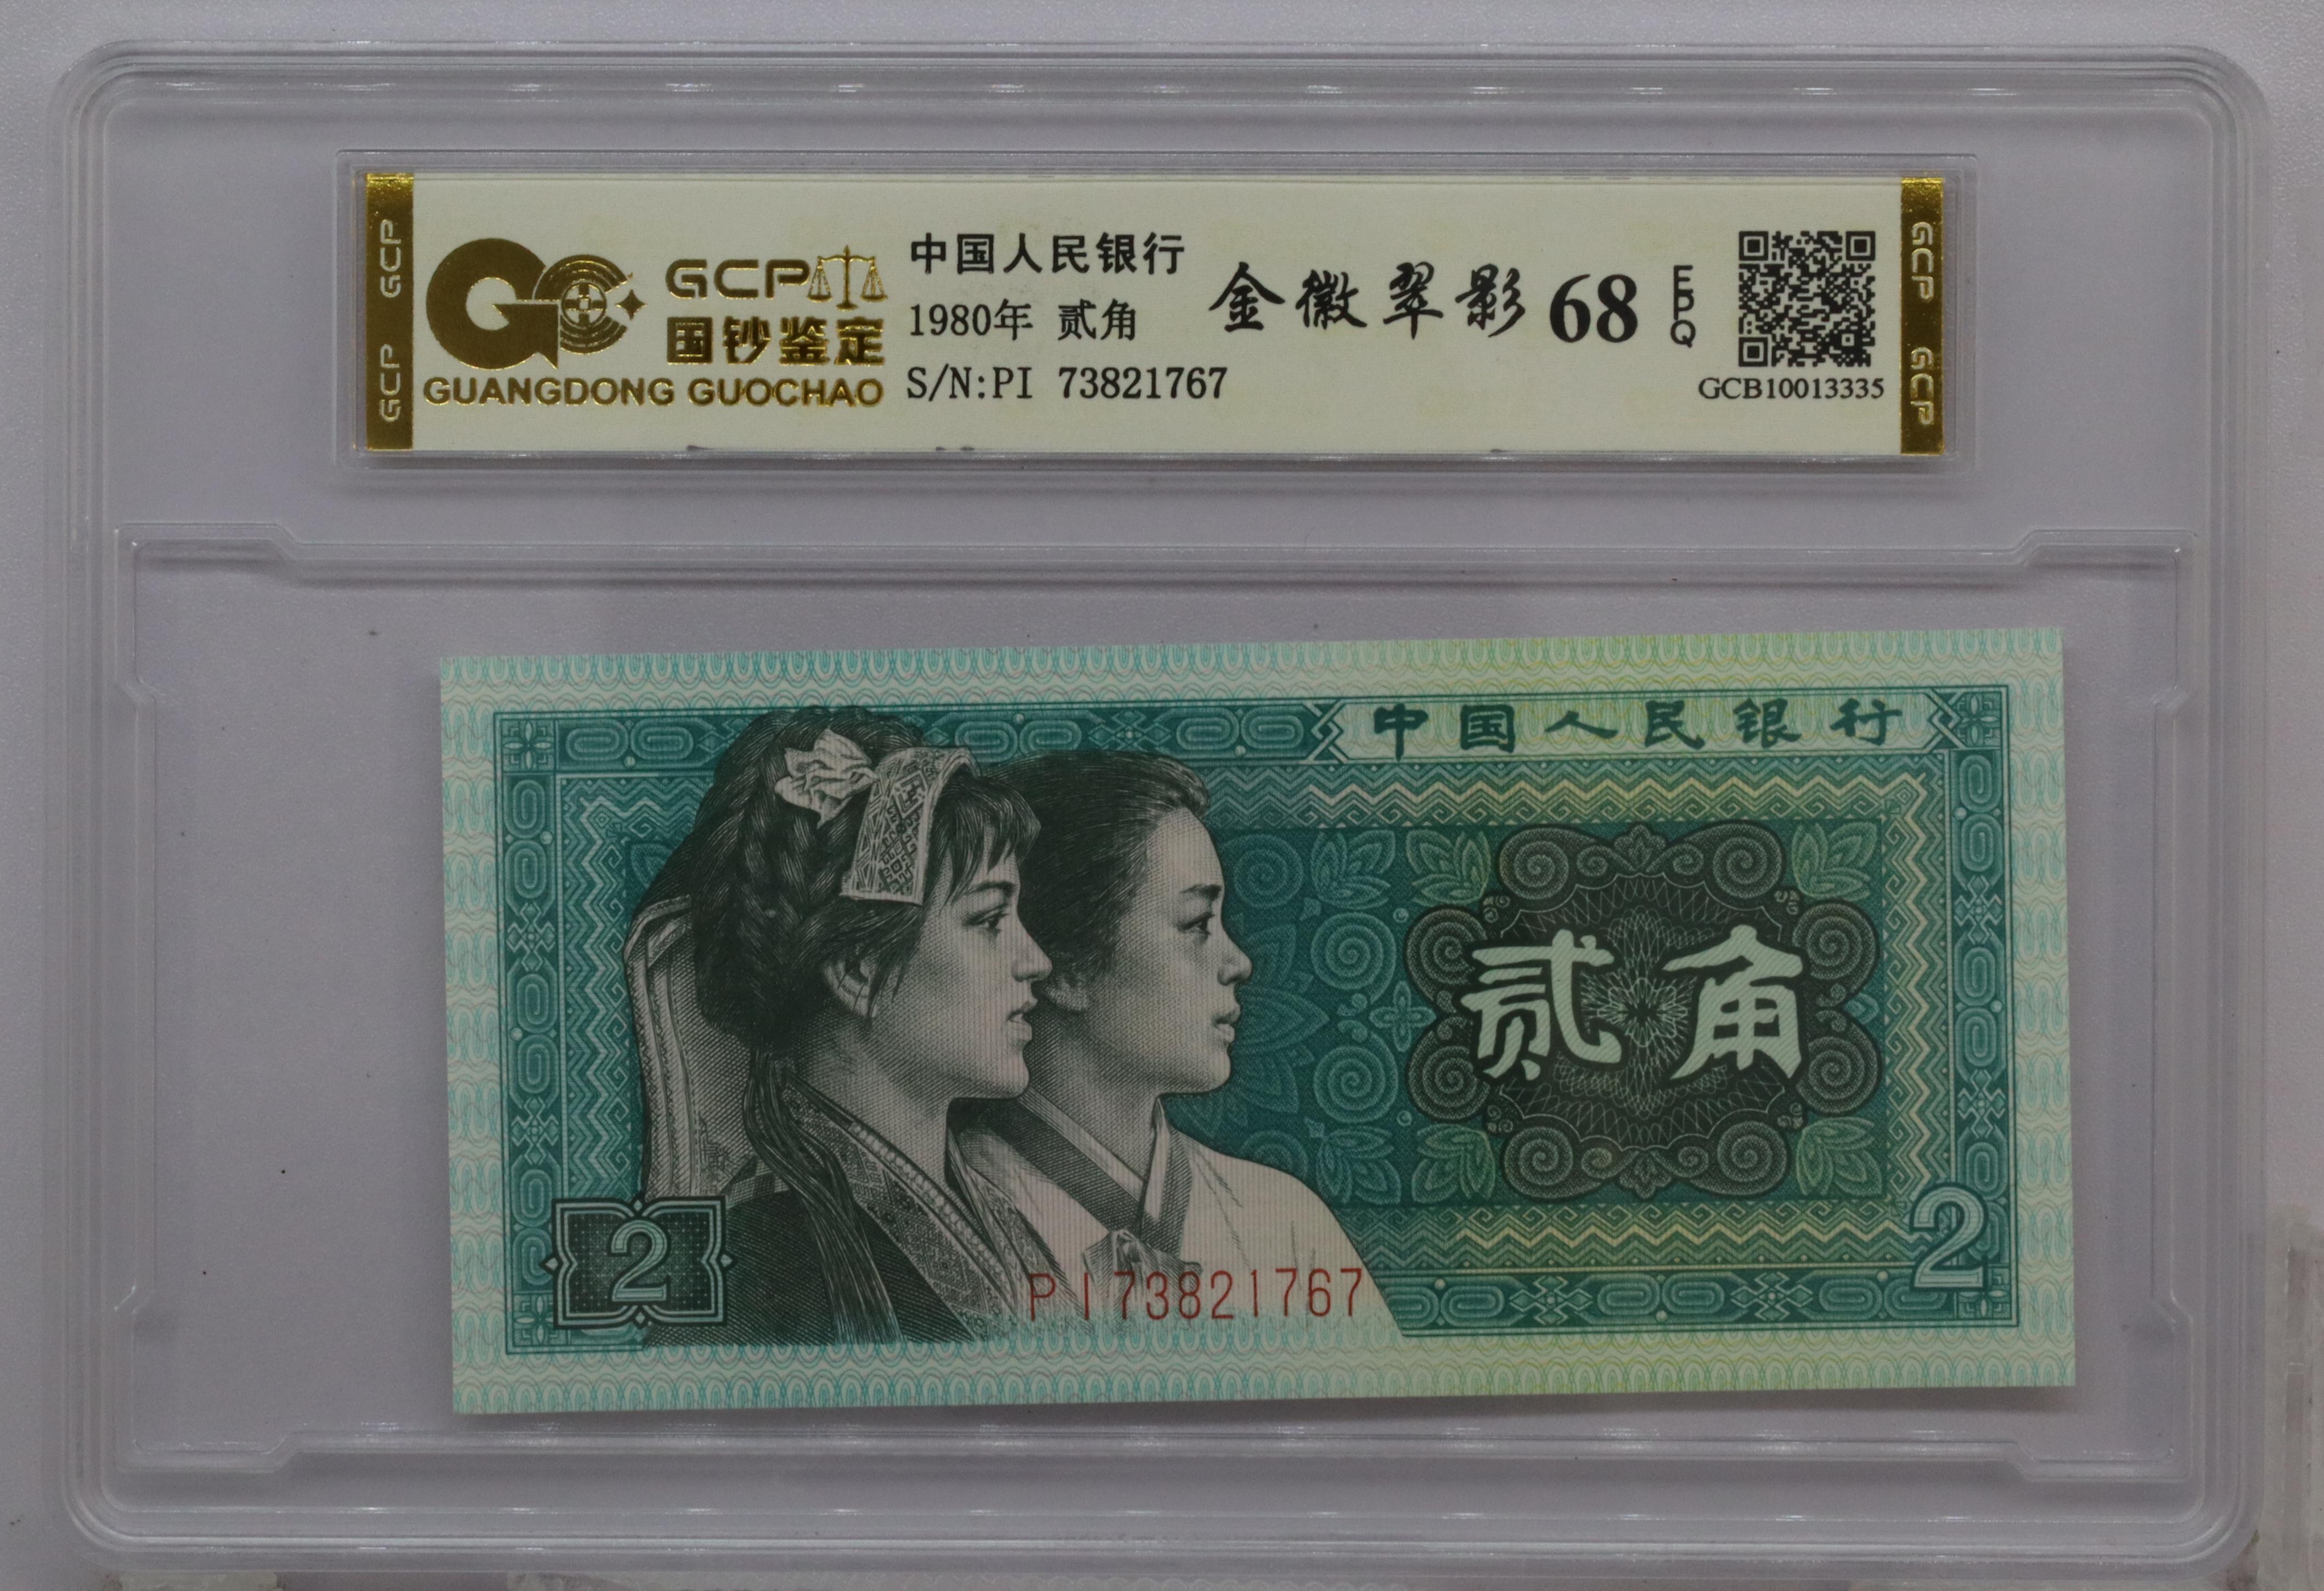 GCP GCP
GCP
国钞鉴定
GUANGDONG GUOCHAO
中国人民银行
1980年 贰角
S/N:PI 73821767
金徽翠影 68 EPQ
GCB10013335
GCP GCP
中国人民银行
贰角
2
2
PI73821767